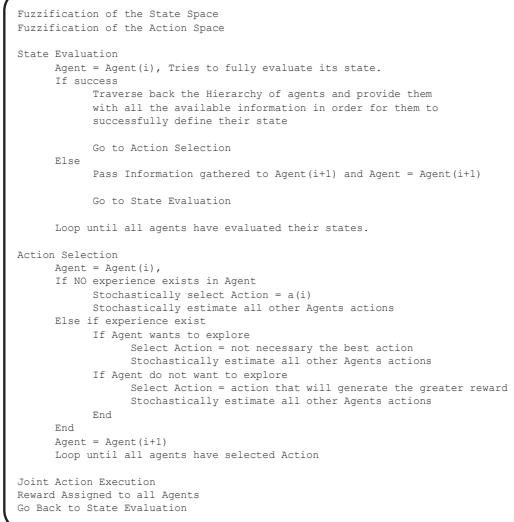 Fuzzification of the State Space
Fuzzification of the Action Space
State Evaluation
Agent = Agent(i), Tries to fully evaluate its state.
If success
Traverse back the Hierarchy of agents and provide them
with all the available information in order for them to
successfully define their state
Go to Action Selection
Else
Pass Information gathered to Agent(i+1) and Agent = Agent(i+1)
Go to State Evaluation
Loop until all agents have evaluated their states.
Action Selection
Agent = Agent(i),
If NO experience exists in Agent
Stochastically select Action = a(i)
Stochastically estimate all other Agents actions
Else if experience exist
If Agent wants to explore
Select Action = not necessary the best action
Stochastically estimate all other Agents actions
If Agent do not want to explore
Select Action = action that will generate the greater reward
Stochastically estimate all other Agents actions
End
End
Agent = Agent(i+1)
Loop until all agents have selected Action
Joint Action Execution
Reward Assigned to all Agents
Go Back to State Evaluation